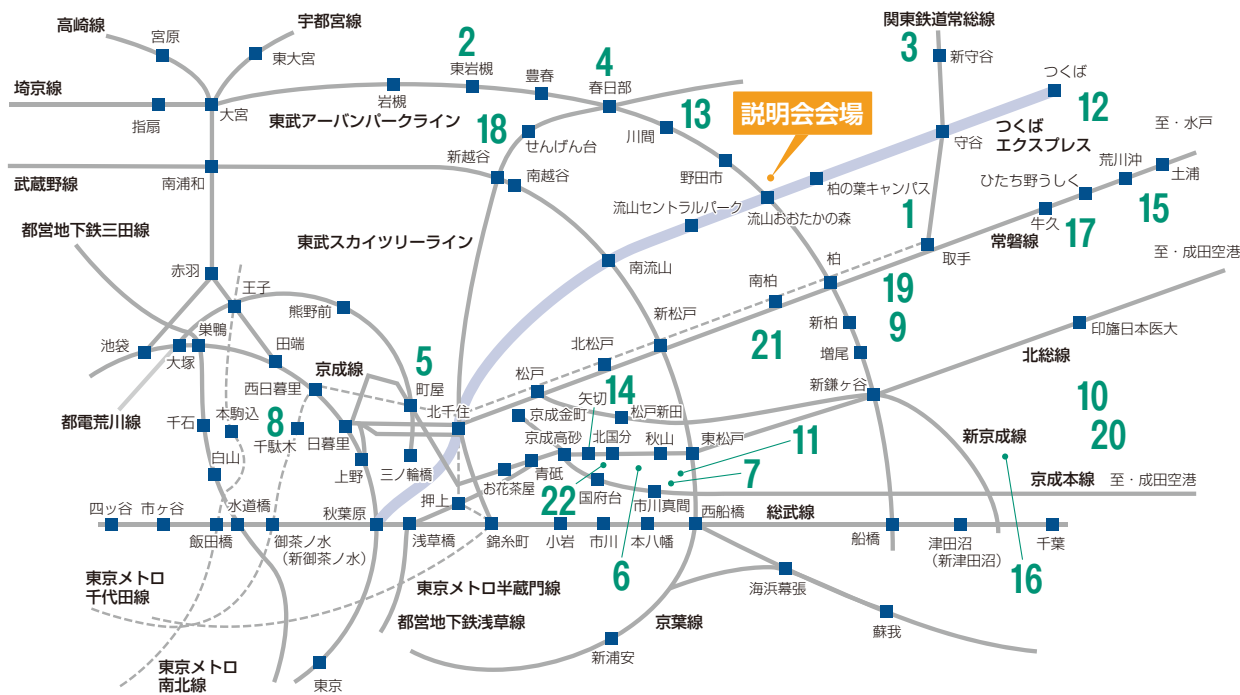 高崎線
宮原
宇都宮線
東大宮
関東鉄道常総線
3
新守谷
2
東岩槻
4
春日部
豊春
岩槻
埼京線
指扇
大宮
東武アーバンパークライン
18
せんげん台
川間
13
説明会会場
つくば
12
つくば
エクスプレス
守谷
至・水戸
荒川沖
土浦
ひたち野うしく
牛久
17
15
武蔵野線
南浦和
新越谷
南越谷
野田市
柏の葉キャンパス
流山セントラルパーク
流山おおたかの森
1
取手
常磐線
至・成田空港
都営地下鉄三田線
東武スカイツリーライン
南流山
柏
南柏
19
9
新柏
増尾
21
印旛日本医大
北総線
赤羽
王子
熊野前
新松戸
北松戸
池袋
大塚
巣鴨
田端
西日暮里
京成線
5
町屋
北千住
松戸
14
矢切
松戸新田
新鎌ヶ谷
10
20
都電荒川線
千石
本駒込
8
千駄木
日暮里
白山
上野
三ノ輪橋
京成金町
京成高砂
北国分
秋山
東松戸
11
7
新京成線
お花茶屋
青砥
22
国府台
市川真間
京成本線
至・成田空港
四ッ谷
市ヶ谷
水道橋
飯田橋
御茶ノ水
(新御茶ノ水)
秋葉原
押上
浅草橋
錦糸町
小岩
市川
本八幡
西船橋
総武線
船橋
津田沼
(新津田沼)
千葉
6
16
東京メトロ
千代田線
東京メトロ半蔵門線
都営地下鉄浅草線
京葉線
海浜幕張
蘇我
新浦安
東京
東京メトロ
南北線